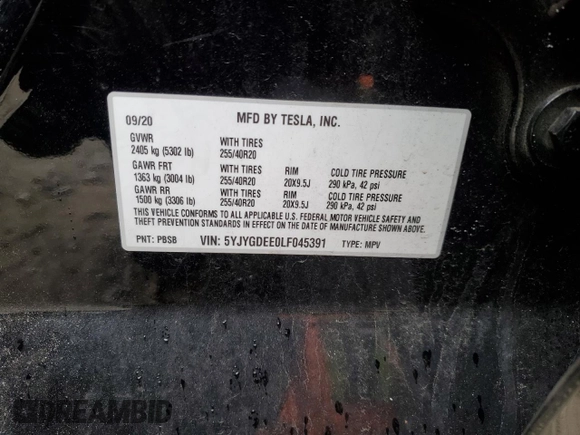 09/20 MFD BY TESLA, INC.
GVWR WITH TIRES
2405 kg (5302 lb) 255/40R20
GAWR FRT WITH TIRES RIM COLD TIRE PRESSURE
1363 kg (3004 lb) 255/40R20 20X9.5J 290 kPa, 42 psi
GAWR RR WITH TIRES RIM COLD TIRE PRESSURE
1500 kg (3306 lb) 255/40R20 20X9.5J 290 kPa, 42 psi
THIS VEHICLE CONFORMS TO ALL APPLICABLE U.S. FEDERAL MOTOR VEHICLE SAFETY AND
THEFT PREVENTION STANDARDS IN EFFECT ON THE DATE OF MANUFACTURE SHOWN ABOVE.
PNT: PBSB VIN: 5YJYGDEE0LF045391 TYPE: MPV
DREAMBID